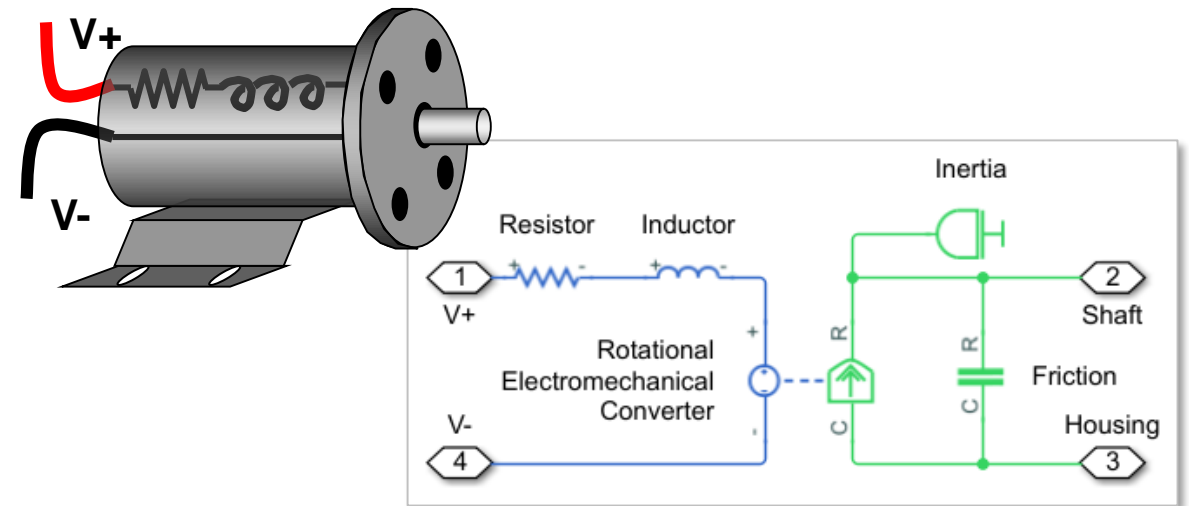 V+
V-
Inertia
Resistor
Inductor
+ - + -
1
V+
2
Shaft
+
R
R
Rotational
Electromechanical
Converter
Friction
C
C
-
V-
4
Housing
3